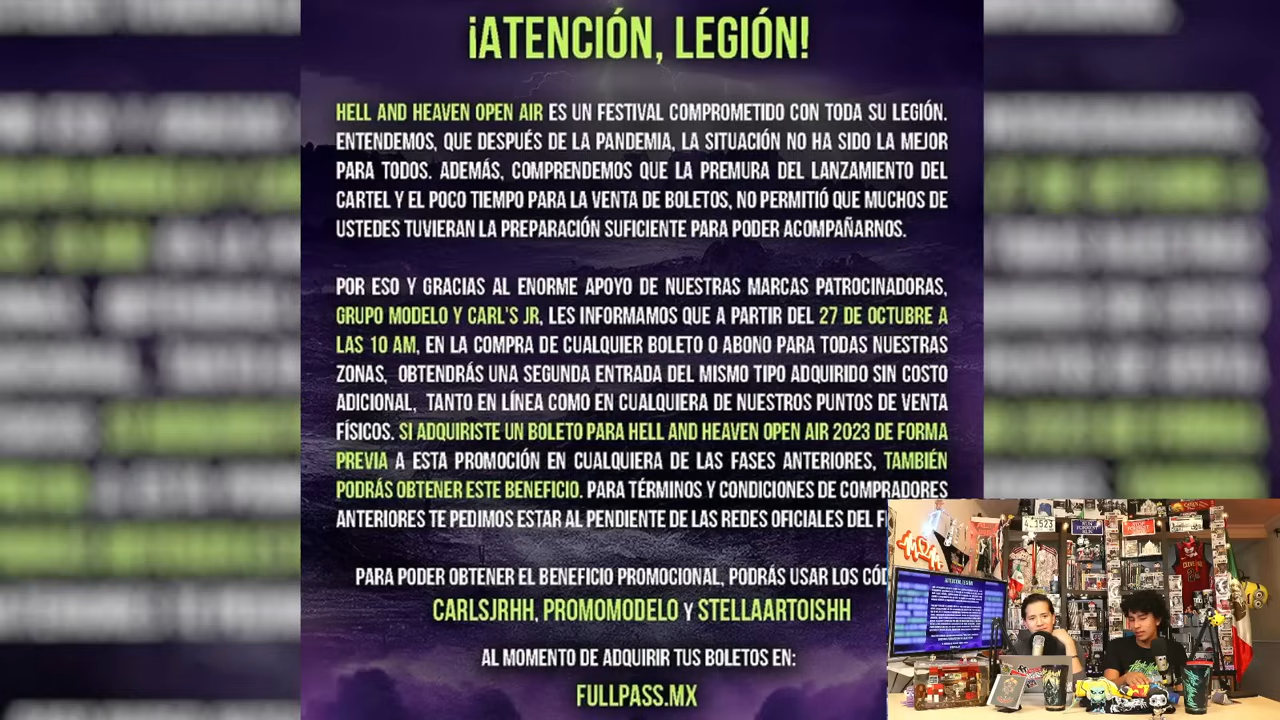 ¡ATENCIÓN, LEGIÓN!
HELL AND HEAVEN OPEN AIR ES UN FESTIVAL COMPROMETIDO CON TODA SU LEGIÓN.
ENTENDEMOS, QUE DESPUÉS DE LA PANDEMIA, LA SITUACIÓN NO HA SIDO LA MEJOR
PARA TODOS. ADEMÁS, COMPRENDEMOS QUE LA PREMURA DEL LANZAMIENTO DEL
CARTEL Y EL POCO TIEMPO PARA LA VENTA DE BOLETOS, NO PERMITIÓ QUE MUCHOS DE
USTEDES TUVIERAN LA PREPARACIÓN SUFICIENTE PARA PODER ACOMPAÑARNOS.
POR ESO Y GRACIAS AL ENORME APOYO DE NUESTRAS MARCAS PATROCINADORAS,
GRUPO MODELO Y CARL'S JR, LES INFORMAMOS QUE A PARTIR DEL 27 DE OCTUBRE A
LAS 10 AM, EN LA COMPRA DE CUALQUIER BOLETO O ABONO PARA TODAS NUESTRAS
ZONAS, OBTENDRÁS UNA SEGUNDA ENTRADA DEL MISMO TIPO ADQUIRIDO SIN COSTO
ADICIONAL, TANTO EN LÍNEA COMO EN CUALQUIERA DE NUESTROS PUNTOS DE VENTA
FÍSICOS. SI ADQUIRISTE UN BOLETO PARA HELL AND HEAVEN OPEN AIR 2023 DE FORMA
PREVIA A ESTA PROMOCIÓN EN CUALQUIERA DE LAS FASES ANTERIORES, TAMBIÉN
PODRÁS OBTENER ESTE BENEFICIO. PARA TÉRMINOS Y CONDICIONES DE COMPRADORES
ANTERIORES TE PEDIMOS ESTAR AL PENDIENTE DE LAS REDES OFICIALES DEL F
PARA PODER OBTENER EL BENEFICIO PROMOCIONAL, PODRÁS USAR LOS CÓD
CARLSJRHH, PROMOMODELO Y STELLAARTOISHH
AL MOMENTO DE ADQUIRIR TUS BOLETOS EN:
FULLPASS.MX